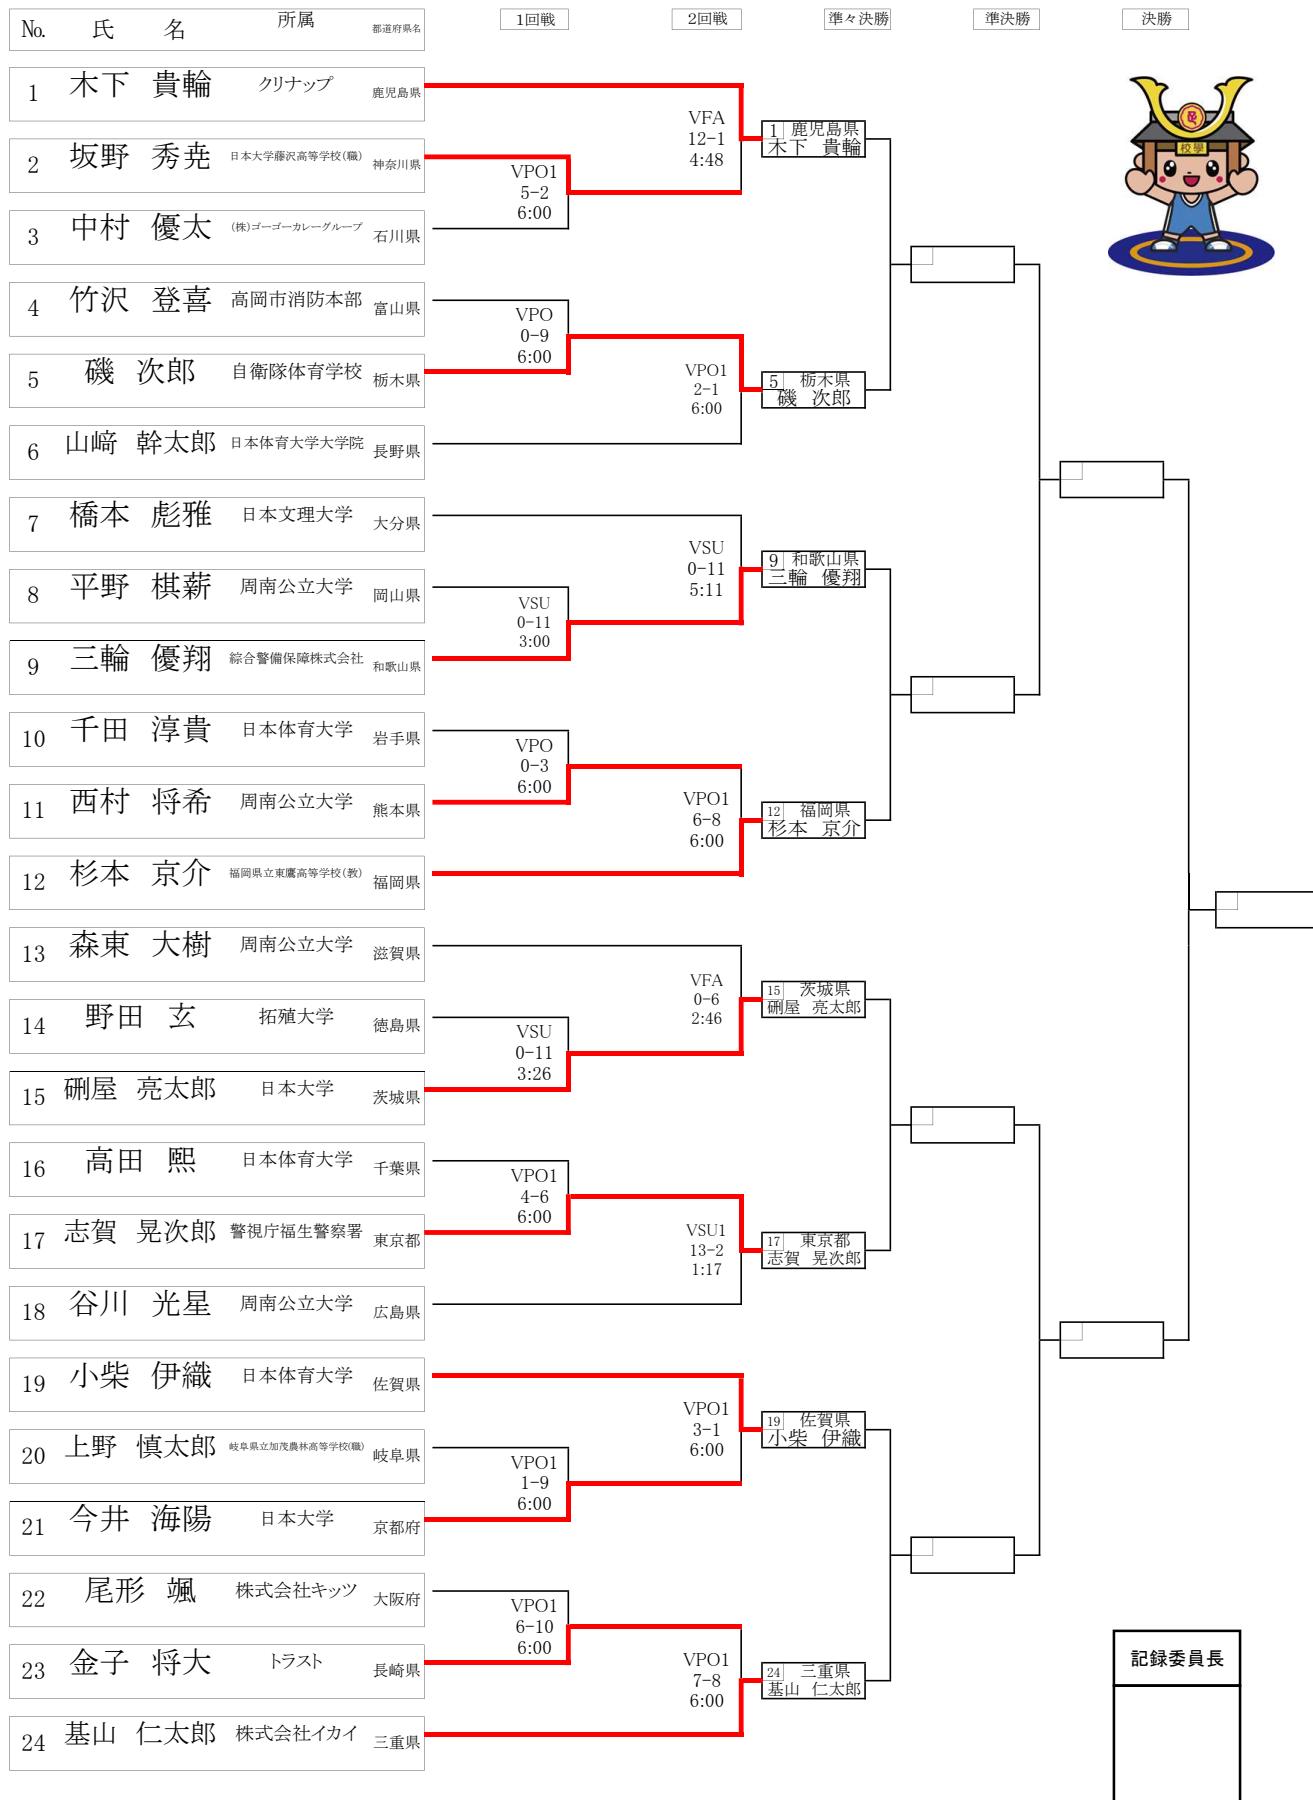 No. 氏 名 所属 都道府県名 1回戦 2回戦 準々決勝 準決勝 決勝
1 木下 貴輪 クリナップ 鹿児島県
2 坂野 秀尭 日本大学藤沢高等学校(職) 神奈川県
3 中村 優太 (株)ゴーゴーカレーグループ 石川県
4 竹沢 登喜 高岡市消防本部 富山県
5 磯 次郎 自衛隊体育学校 栃木県
6 山﨑 幹太郎 日本体育大学大学院 長野県
7 橋本 彪雅 日本文理大学 大分県
8 平野 棋薪 周南公立大学 岡山県
9 三輪 優翔 綜合警備保障株式会社 和歌山県
10 千田 淳貴 日本体育大学 岩手県
11 西村 将希 周南公立大学 熊本県
12 杉本 京介 福岡県立東鷹高等学校(教) 福岡県
13 森東 大樹 周南公立大学 滋賀県
14 野田 玄 拓殖大学 徳島県
15 硎屋 亮太郎 日本大学 茨城県
16 高田 煕 日本体育大学 千葉県
17 志賀 晃次郎 警視庁福生警察署 東京都
18 谷川 光星 周南公立大学 広島県
19 小柴 伊織 日本体育大学 佐賀県
20 上野 慎太郎 岐阜県立加茂農林高等学校(職) 岐阜県
21 今井 海陽 日本大学 京都府
22 尾形 颯 株式会社キッツ 大阪府
23 金子 将大 トラスト 長崎県
24 基山 仁太郎 株式会社イカイ 三重県
VPO1
5-2
6:00
VPO
0-9
6:00
VSU
0-11
3:00
VPO
0-3
6:00
VSU
0-11
3:26
VPO1
4-6
6:00
VPO1
1-9
6:00
VPO1
6-10
6:00
VFA
12-1
4:48
VPO1
2-1
6:00
VSU
0-11
5:11
VPO1
6-8
6:00
VFA
0-6
2:46
VSU1
13-2
1:17
VPO1
3-1
6:00
VPO1
7-8
6:00
1 鹿児島県
木下 貴輪
5 栃木県
磯 次郎
9 和歌山県
三輪 優翔
12 福岡県
杉本 京介
15 茨城県
硎屋 亮太郎
17 東京都
志賀 晃次郎
19 佐賀県
小柴 伊織
24 三重県
基山 仁太郎
校學
記録委員長